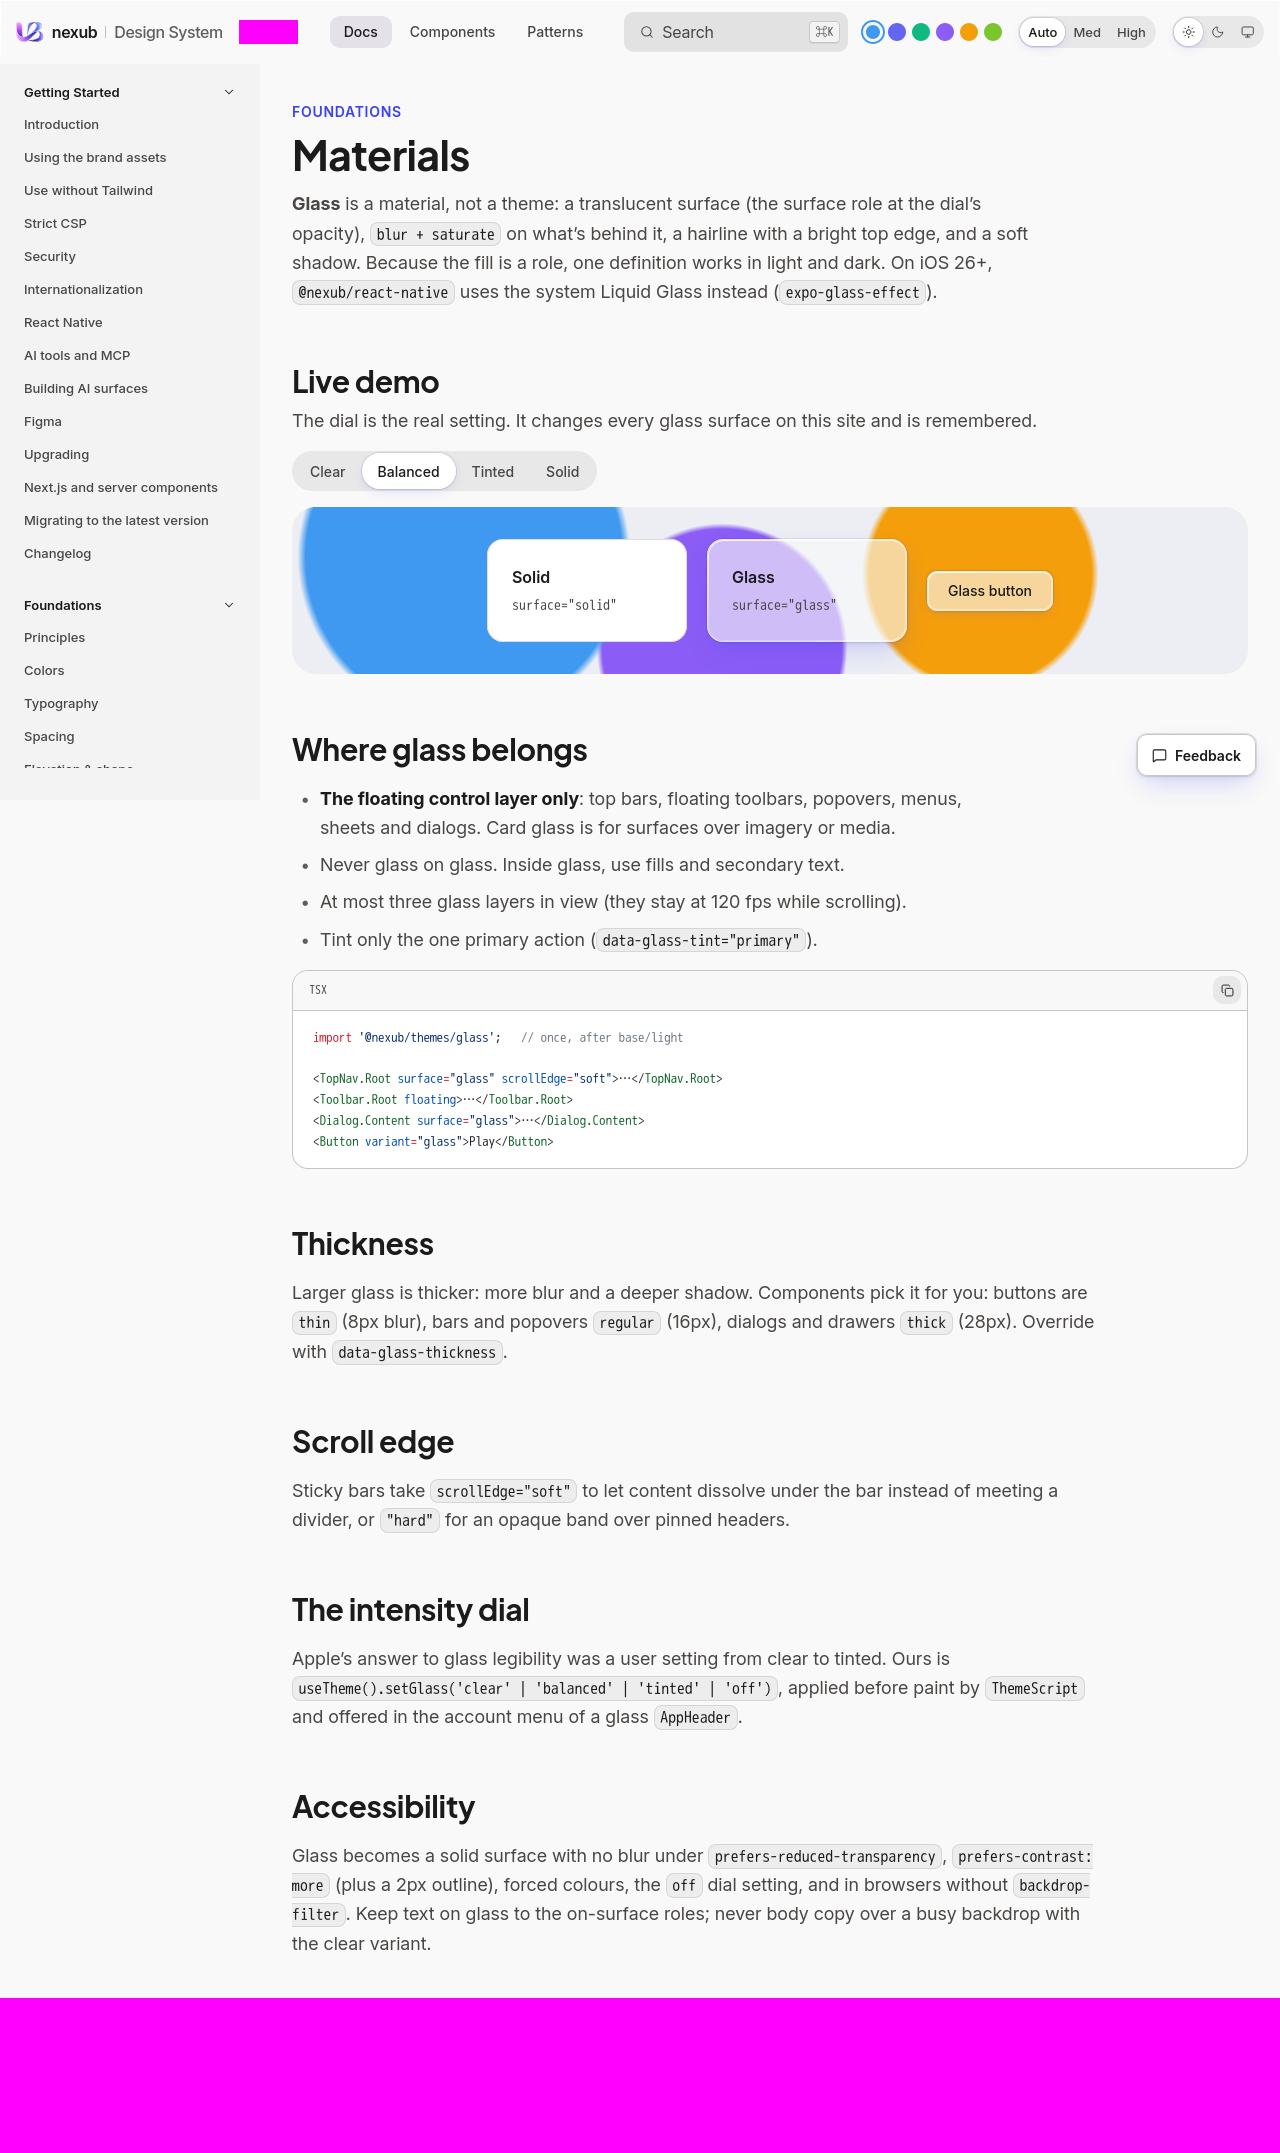 nexub
Design System
Docs
Components
Patterns
Search
⌘K
Auto
Med
High
Getting Started
Introduction
Using the brand assets
Use without Tailwind
Strict CSP
Security
Internationalization
React Native
AI tools and MCP
Building AI surfaces
Figma
Upgrading
Next.js and server components
Migrating to the latest version
Changelog
Foundations
Principles
Colors
Typography
Spacing
FOUNDATIONS
Materials
Glass is a material, not a theme: a translucent surface (the surface role at the dial’s
opacity), blur + saturate on what’s behind it, a hairline with a bright top edge, and a soft
shadow. Because the fill is a role, one definition works in light and dark. On iOS 26+,
@nexub/react-native uses the system Liquid Glass instead (expo-glass-effect).
Live demo
The dial is the real setting. It changes every glass surface on this site and is remembered.
Clear
Balanced
Tinted
Solid
Solid
surface="solid"
Glass
surface="glass"
Glass button
Where glass belongs
Feedback
• The floating control layer only: top bars, floating toolbars, popovers, menus,
sheets and dialogs. Card glass is for surfaces over imagery or media.
• Never glass on glass. Inside glass, use fills and secondary text.
• At most three glass layers in view (they stay at 120 fps while scrolling).
• Tint only the one primary action (data-glass-tint="primary").
TSX
import '@nexub/themes/glass';   // once, after base/light
<TopNav.Root surface="glass" scrollEdge="soft">…</TopNav.Root>
<Toolbar.Root floating>…</Toolbar.Root>
<Dialog.Content surface="glass">…</Dialog.Content>
<Button variant="glass">Play</Button>
Thickness
Larger glass is thicker: more blur and a deeper shadow. Components pick it for you: buttons are
thin (8px blur), bars and popovers regular (16px), dialogs and drawers thick (28px). Override
with data-glass-thickness.
Scroll edge
Sticky bars take scrollEdge="soft" to let content dissolve under the bar instead of meeting a
divider, or "hard" for an opaque band over pinned headers.
The intensity dial
Apple’s answer to glass legibility was a user setting from clear to tinted. Ours is
useTheme().setGlass('clear' | 'balanced' | 'tinted' | 'off'), applied before paint by ThemeScript
and offered in the account menu of a glass AppHeader.
Accessibility
Glass becomes a solid surface with no blur under prefers-reduced-transparency, prefers-contrast:
more (plus a 2px outline), forced colours, the off dial setting, and in browsers without backdrop-
filter. Keep text on glass to the on-surface roles; never body copy over a busy backdrop with
the clear variant.